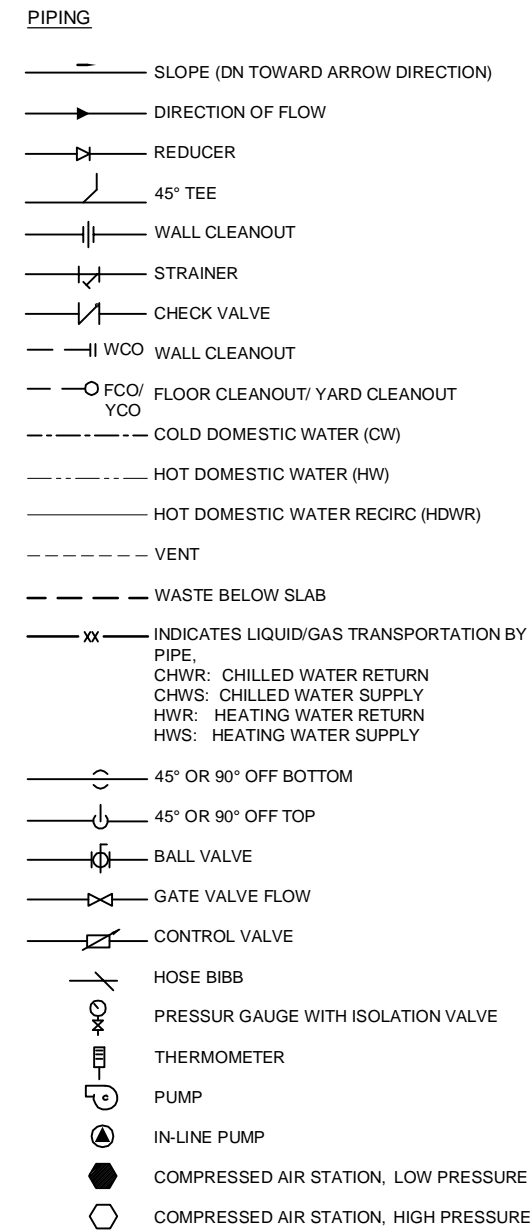 PIPING
SLOPE (DN TOWARD ARROW DIRECTION)
DIRECTION OF FLOW
REDUCER
45° TEE
WALL CLEANOUT
STRAINER
CHECK VALVE
WCO WALL CLEANOUT
FCO/ YCO FLOOR CLEANOUT/ YARD CLEANOUT
COLD DOMESTIC WATER (CW)
HOT DOMESTIC WATER (HW)
HOT DOMESTIC WATER RECIRC (HDWR)
VENT
WASTE BELOW SLAB
XX INDICATES LIQUID/GAS TRANSPORTATION BY
PIPE,
CHWR: CHILLED WATER RETURN
CHWS: CHILLED WATER SUPPLY
HWR: HEATING WATER RETURN
HWS: HEATING WATER SUPPLY
45° OR 90° OFF BOTTOM
45° OR 90° OFF TOP
BALL VALVE
GATE VALVE FLOW
CONTROL VALVE
HOSE BIBB
PRESSUR GAUGE WITH ISOLATION VALVE
THERMOMETER
PUMP
IN-LINE PUMP
COMPRESSED AIR STATION, LOW PRESSURE
COMPRESSED AIR STATION, HIGH PRESSURE